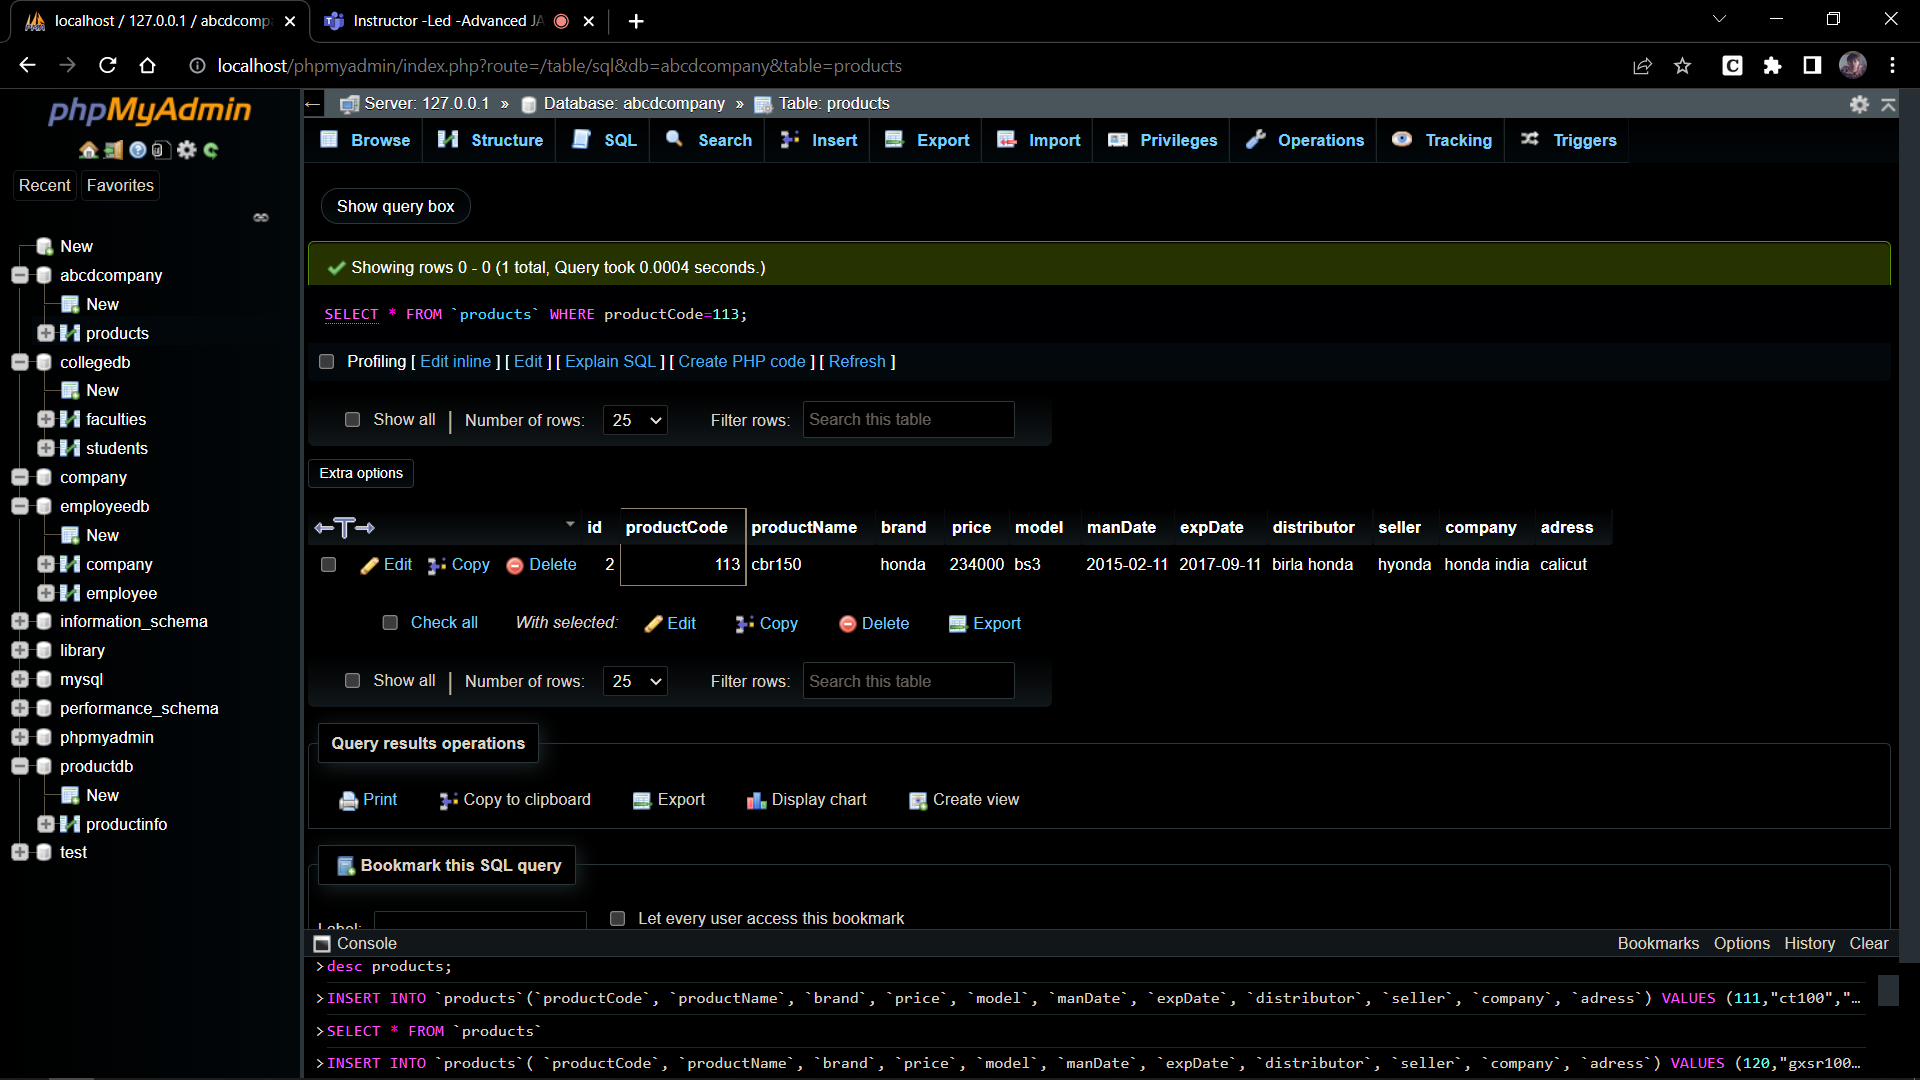 localhost / 127.0.0.1 / abcdcomp
Instructor -Led -Advanced JA
localhost/phpmyadmin/index.php?route=/table/sql&db=abcdcompany&table=products
phpMyAdmin
Recent
Favorites
New
abcdcompany
New
products
collegedb
New
faculties
students
company
employeedb
New
company
employee
information_schema
library
mysql
performance_schema
phpmyadmin
productdb
New
productinfo
test
Server: 127.0.0.1 » Database: abcdcompany » Table: products
Browse Structure SQL Search Insert Export Import Privileges Operations Tracking Triggers
Show query box
Showing rows 0 - 0 (1 total, Query took 0.0004 seconds.)
SELECT * FROM `products` WHERE productCode=113;
Profiling [ Edit inline ] [ Edit ] [ Explain SQL ] [ Create PHP code ] [ Refresh ]
Show all | Number of rows: 25 Filter rows: Search this table
Extra options
id productCode productName brand price model manDate expDate distributor seller company adress
Edit Copy Delete 2 113 cbr150 honda 234000 bs3 2015-02-11 2017-09-11 birla honda hyonda honda india calicut
Check all With selected: Edit Copy Delete Export
Show all | Number of rows: 25 Filter rows: Search this table
Query results operations
Print Copy to clipboard Export Display chart Create view
Bookmark this SQL query
Label: Let every user access this bookmark
Console Bookmarks Options History Clear
>desc products;
>INSERT INTO `products`(`productCode`, `productName`, `brand`, `price`, `model`, `manDate`, `expDate`, `distributor`, `seller`, `company`, `adress`) VALUES (111,"ct100","…
>SELECT * FROM `products`
>INSERT INTO `products`( `productCode`, `productName`, `brand`, `price`, `model`, `manDate`, `expDate`, `distributor`, `seller`, `company`, `adress`) VALUES (120,"gxsr100…